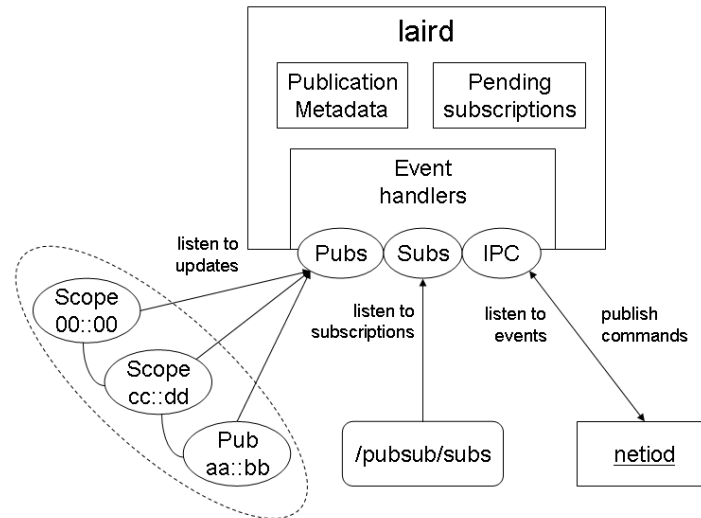 laird
Publication
Metadata
Pending
subscriptions
Event
handlers
Pubs
Subs
IPC
listen to
updates
Scope
00::00
Scope
cc::dd
Pub
aa::bb
listen to
subscriptions
listen to
events
publish
commands
/pubsub/subs
netiod